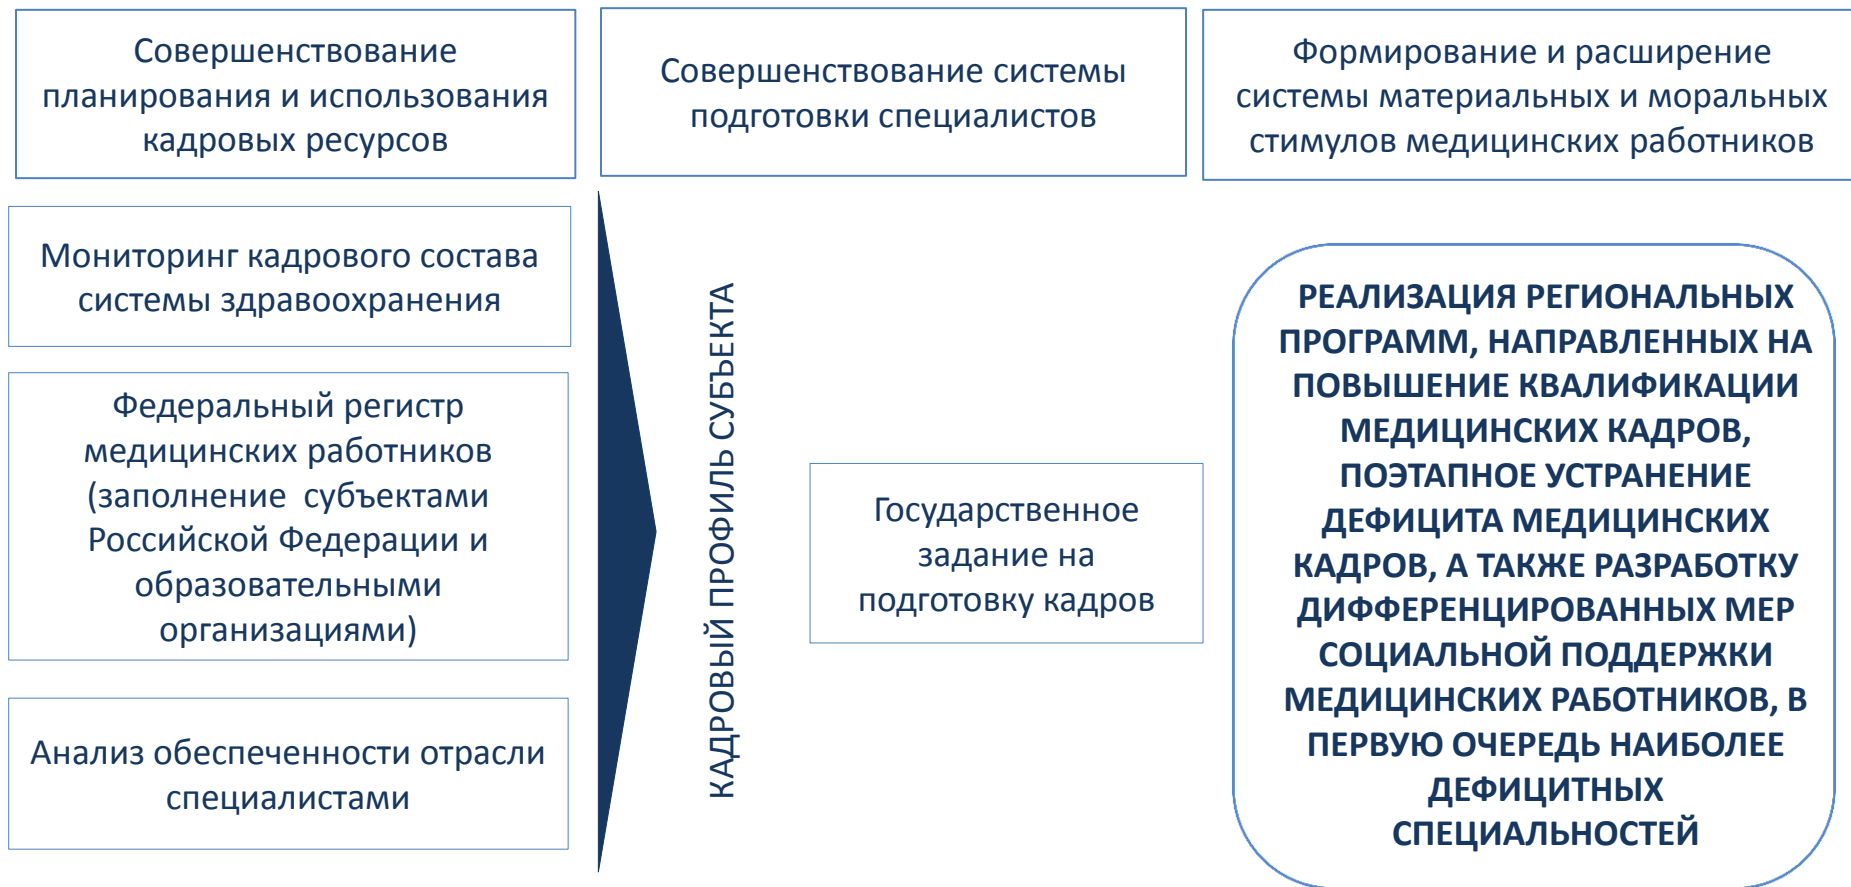 Совершенствование
планирования и использования
кадровых ресурсов
Совершенствование системы
подготовки специалистов
Формирование и расширение
системы материальных и моральных
стимулов медицинских работников
Мониторинг кадрового состава
системы здравоохранения
Федеральный регистр
медицинских работников
(заполнение субъектами
Российской Федерации и
образовательными
организациями)
Анализ обеспеченности отрасли
специалистами
КАДРОВЫЙ ПРОФИЛЬ СУБЪЕКТА
Государственное
задание на
подготовку кадров
РЕАЛИЗАЦИЯ РЕГИОНАЛЬНЫХ
ПРОГРАММ, НАПРАВЛЕННЫХ НА
ПОВЫШЕНИЕ КВАЛИФИКАЦИИ
МЕДИЦИНСКИХ КАДРОВ,
ПОЭТАПНОЕ УСТРАНЕНИЕ
ДЕФИЦИТА МЕДИЦИНСКИХ
КАДРОВ, А ТАКЖЕ РАЗРАБОТКУ
ДИФФЕРЕНЦИРОВАННЫХ МЕР
СОЦИАЛЬНОЙ ПОДДЕРЖКИ
МЕДИЦИНСКИХ РАБОТНИКОВ, В
ПЕРВУЮ ОЧЕРЕДЬ НАИБОЛЕЕ
ДЕФИЦИТНЫХ
СПЕЦИАЛЬНОСТЕЙ